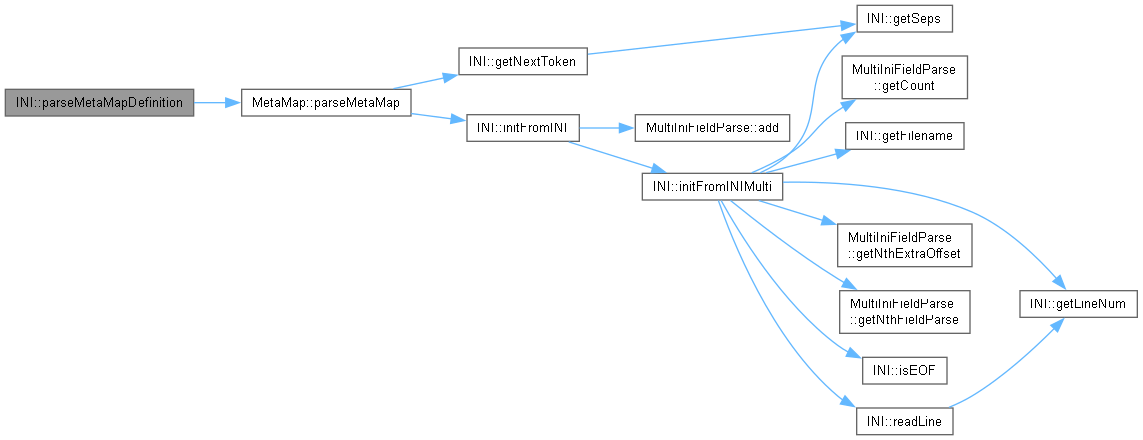 INI::parseMetaMapDefinition
MetaMap::parseMetaMap
INI::getNextToken
INI::initFromINI
MultiIniFieldParse::add
INI::initFromINIMulti
INI::getSeps
MultiIniFieldParse
::getCount
INI::getFilename
MultiIniFieldParse
::getNthExtraOffset
MultiIniFieldParse
::getNthFieldParse
INI::isEOF
INI::readLine
INI::getLineNum